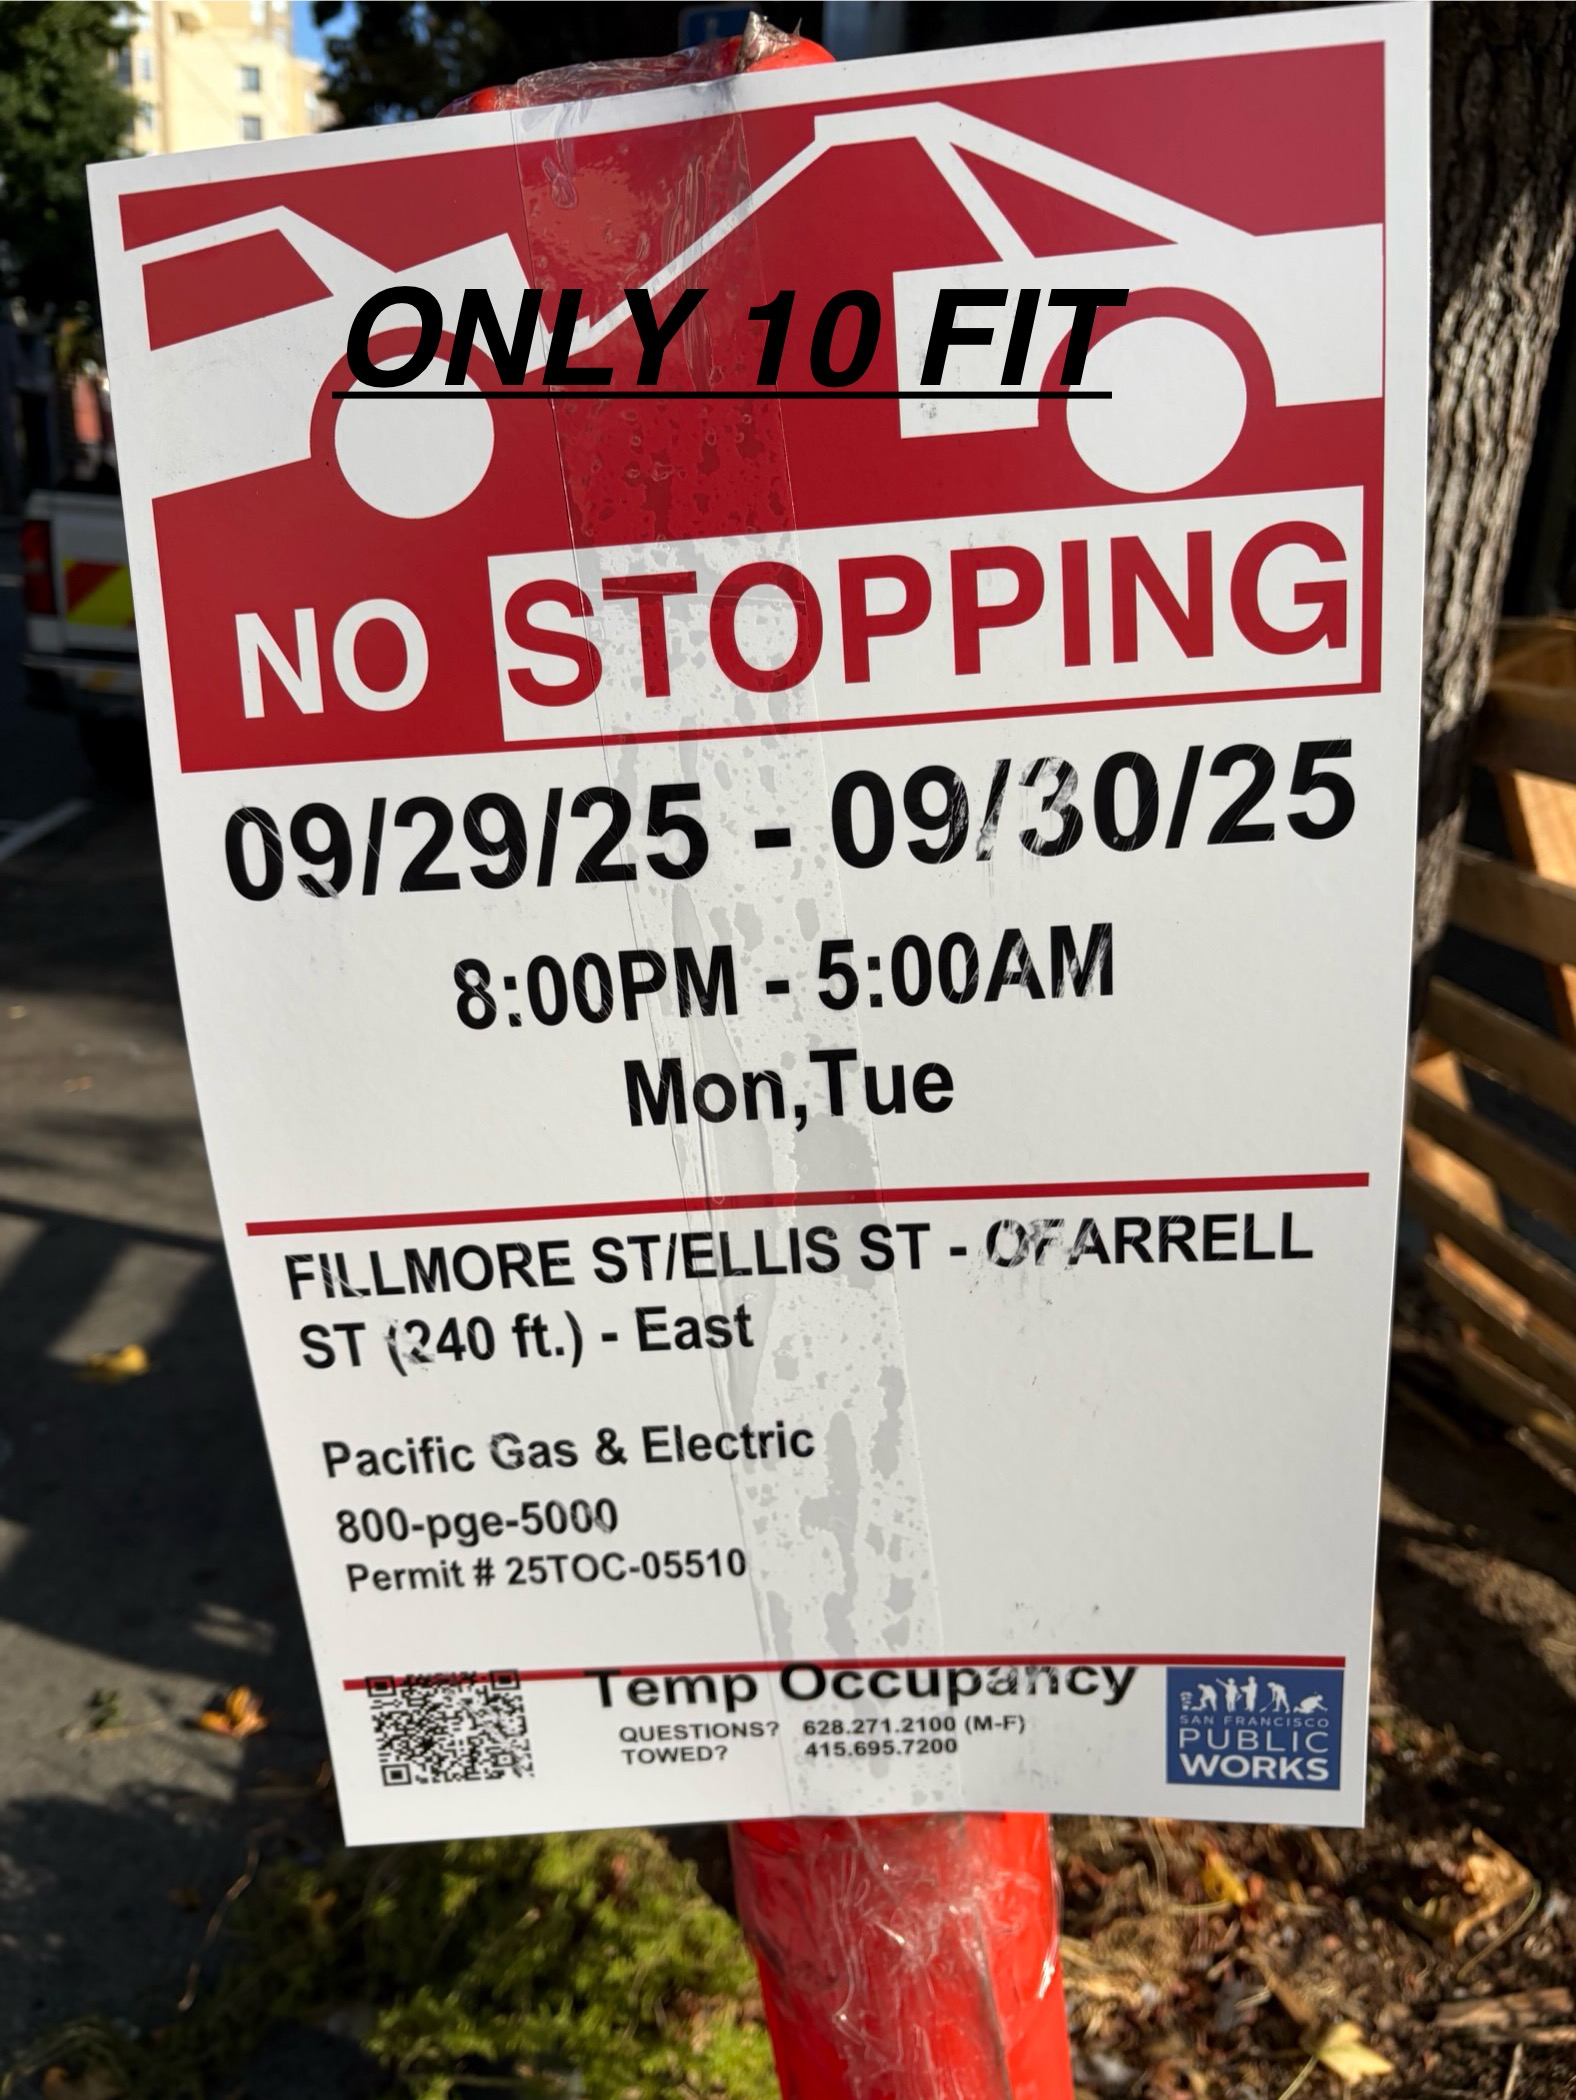 ONLY 10 FIT
NO STOPPING
09/29/25 - 09/30/25
8:00PM - 5:00AM
Mon,Tue
FILLMORE ST/ELLIS ST - OFARRELL
ST (240 ft.) - East
Pacific Gas & Electric
800-pge-5000
Permit # 25TOC-05510
Temp Occupancy
QUESTIONS? 628.271.2100 (M-F)
TOWED? 415.695.7200
SAN FRANCISCO
PUBLIC
WORKS